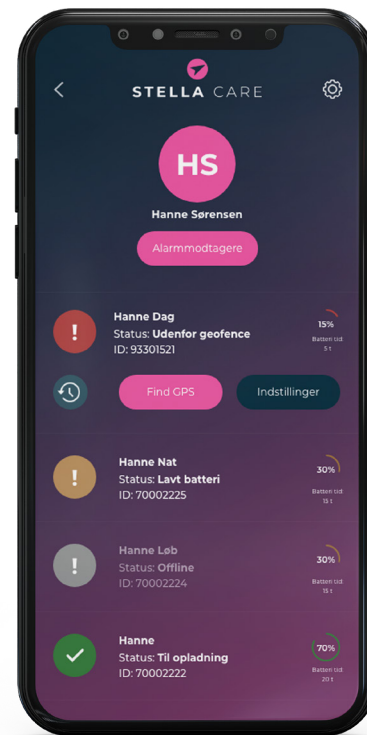 STELLA CARE
HS
Hanne Sørensen
Alarmmodtagere
Hanne Dag
Status: Udenfor geofence
ID: 93301521
15%
Batteri tid
5 t
Find GPS
Indstillinger
Hanne Nat
Status: Lavt batteri
ID: 70002225
30%
Batteri tid
15 t
Hanne Løb
Status: Offline
ID: 70002224
30%
Batteri tid
15 t
Hanne
Status: Til opladning
ID: 70002222
70%
Batteri tid
20 t